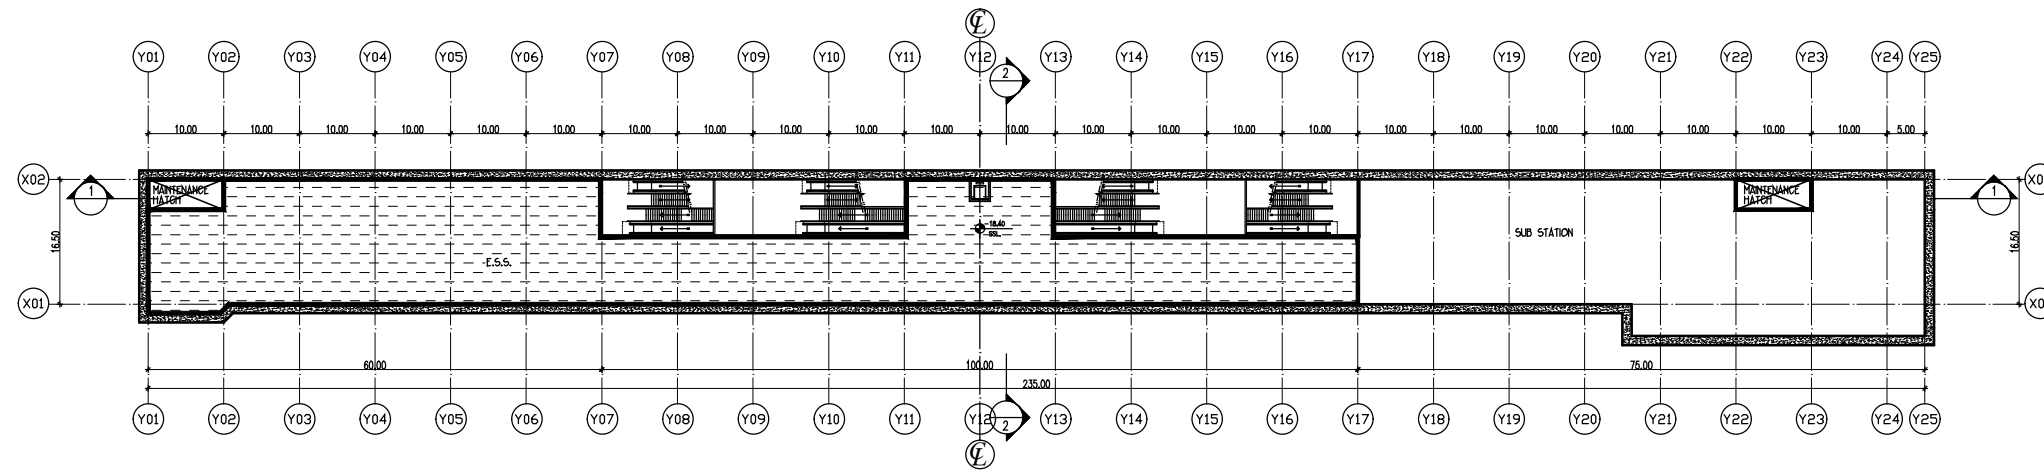 ℄
Y01 Y02 Y03 Y04 Y05 Y06 Y07 Y08 Y09 Y10 Y11 Y12 Y13 Y14 Y15 Y16 Y17 Y18 Y19 Y20 Y21 Y22 Y23 Y24 Y25
2
10.00 10.00 10.00 10.00 10.00 10.00 10.00 10.00 10.00 10.00 10.00 10.00 10.00 10.00 10.00 10.00 10.00 10.00 10.00 10.00 10.00 10.00 10.00 5.00
X02 1 MAINTENANCE MAINTENANCE 1 X0
HATCH HATCH
-18.40
SSL.
SUB STATION
16.50 16.50
E.S.S.
X01 X0
60.00 100.00 75.00
235.00
Y01 Y02 Y03 Y04 Y05 Y06 Y07 Y08 Y09 Y10 Y11 Y12 Y13 Y14 Y15 Y16 Y17 Y18 Y19 Y20 Y21 Y22 Y23 Y24 Y25
2
℄